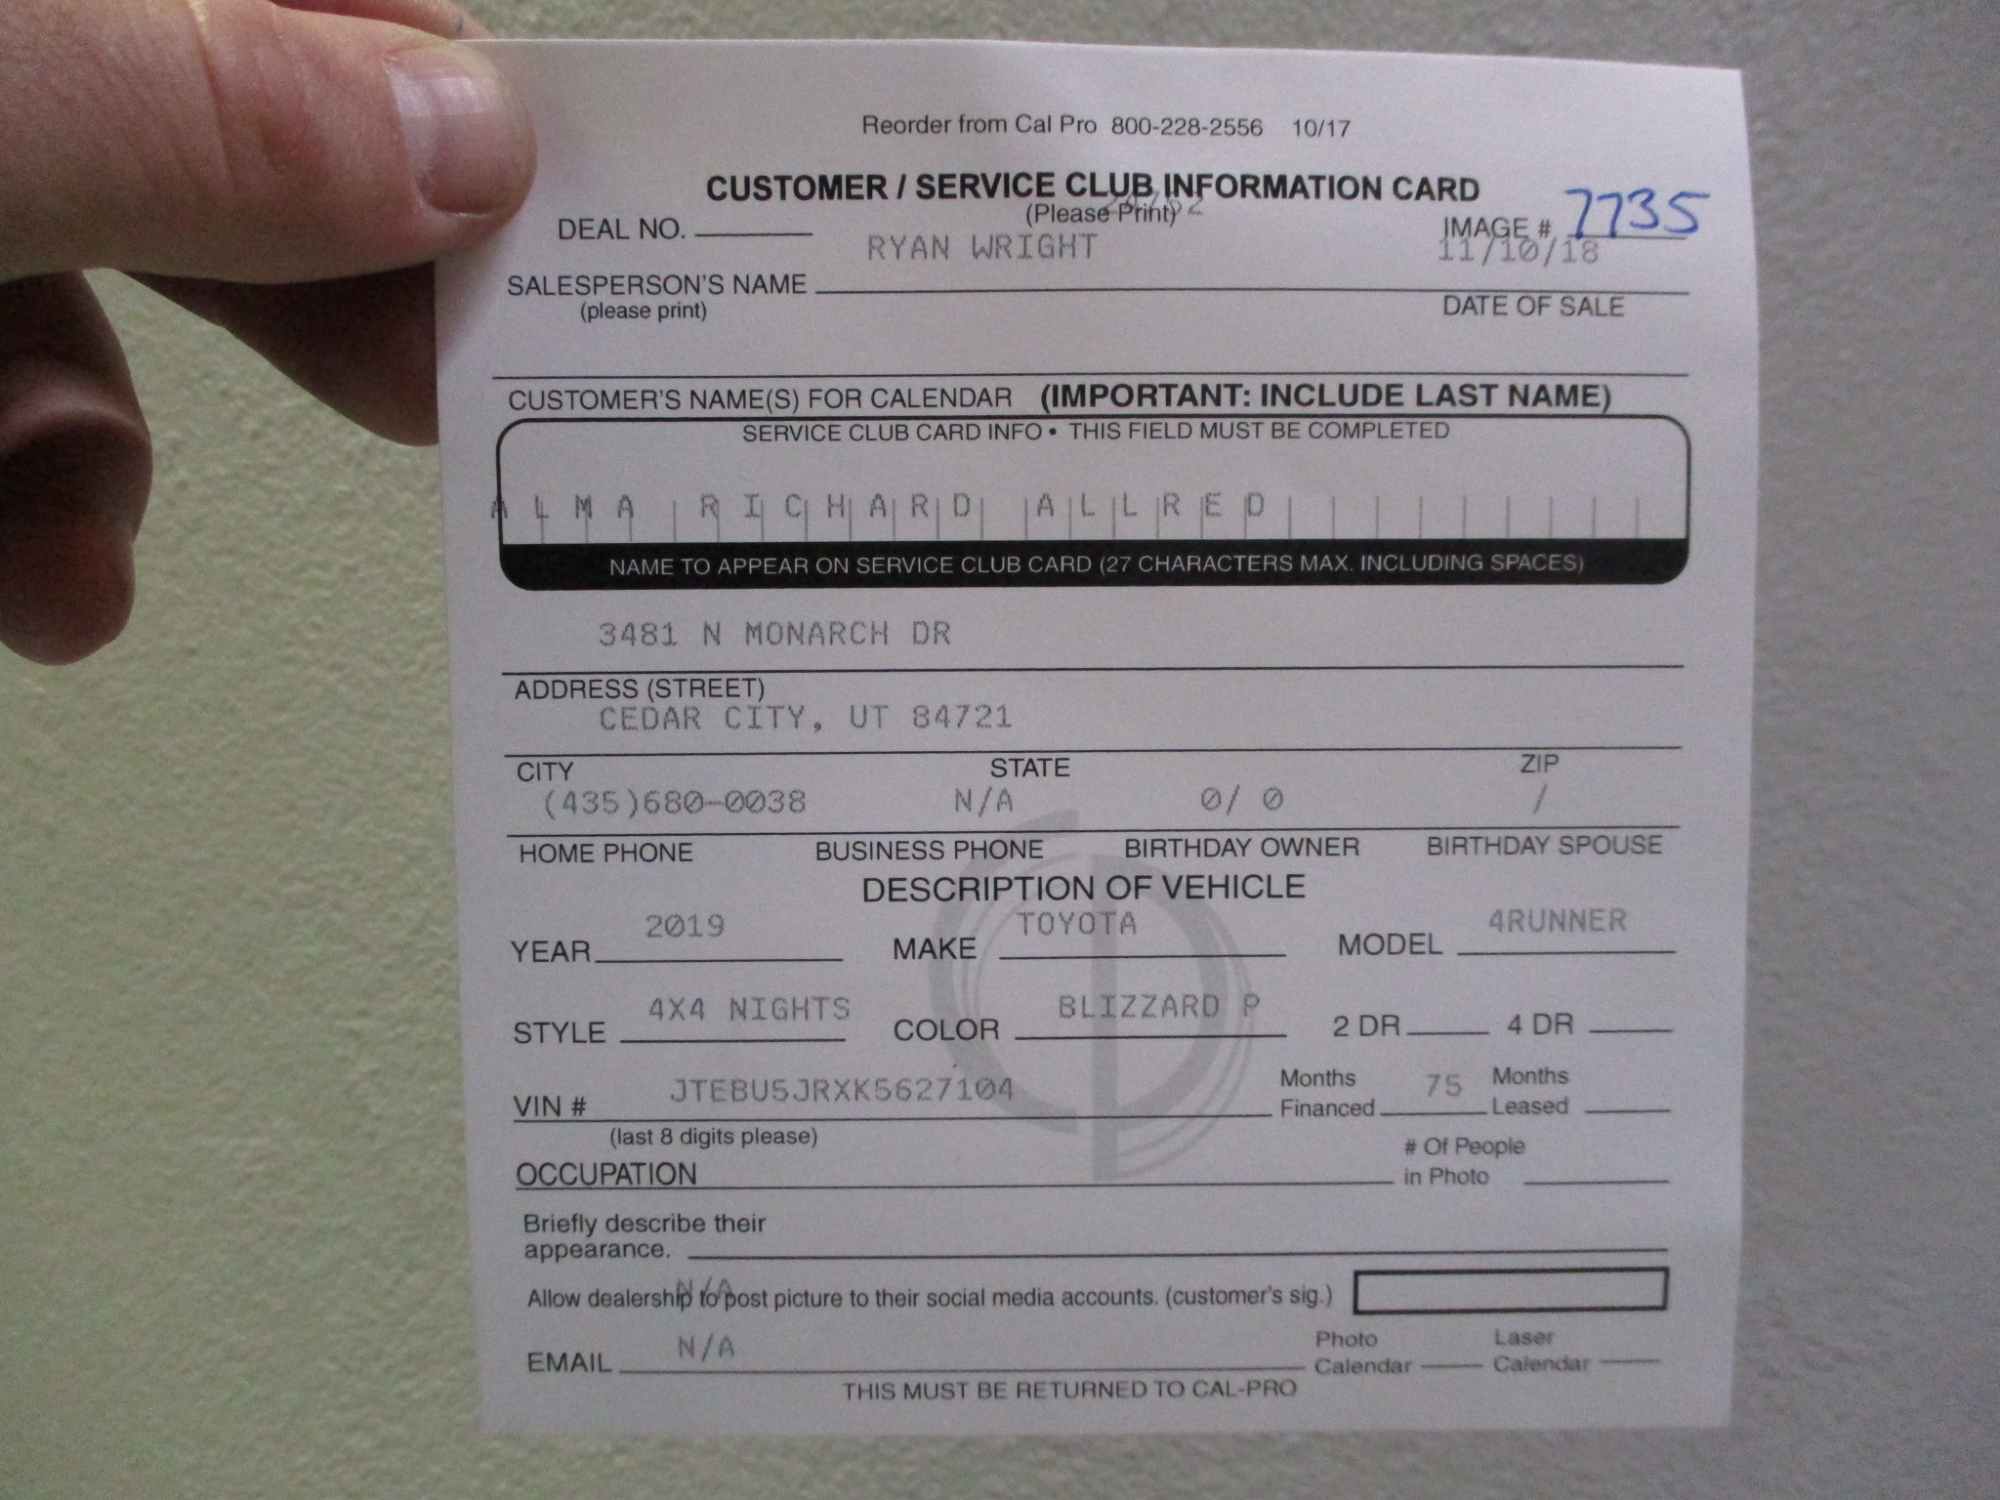 Reorder from Cal Pro 800-228-2556 10/17
CUSTOMER / SERVICE CLUB INFORMATION CARD
(Please Print)
DEAL NO. IMAGE # 7735
RYAN WRIGHT 11/10/18
SALESPERSON'S NAME
(please print) DATE OF SALE
CUSTOMER'S NAME(S) FOR CALENDAR (IMPORTANT: INCLUDE LAST NAME)
SERVICE CLUB CARD INFO • THIS FIELD MUST BE COMPLETED
ALMA RICHARD ALLRED
NAME TO APPEAR ON SERVICE CLUB CARD (27 CHARACTERS MAX. INCLUDING SPACES)
3481 N MONARCH DR
ADDRESS (STREET)
CEDAR CITY, UT 84721
CITY STATE ZIP
(435)680-0038 N/A 0/ 0 /
HOME PHONE BUSINESS PHONE BIRTHDAY OWNER BIRTHDAY SPOUSE
DESCRIPTION OF VEHICLE
YEAR 2019 MAKE TOYOTA MODEL 4RUNNER
STYLE 4X4 NIGHTS COLOR BLIZZARD P 2 DR 4 DR
VIN # JTEBU5JRXK5627104 Months Financed 75 Months Leased
(last 8 digits please)
OCCUPATION # Of People in Photo
Briefly describe their
appearance.
N/A
Allow dealership to post picture to their social media accounts. (customer's sig.)
EMAIL N/A Photo Calendar Laser Calendar
THIS MUST BE RETURNED TO CAL-PRO